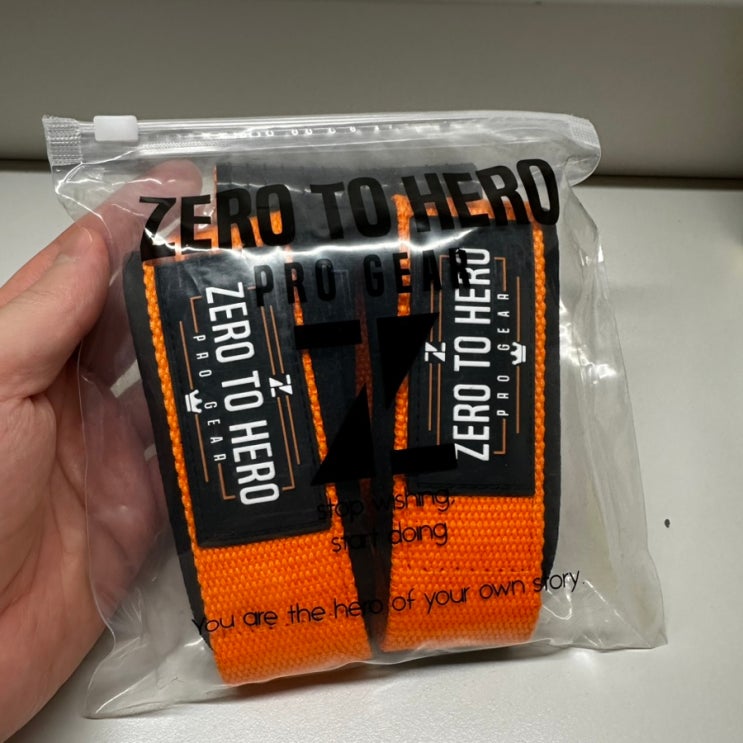 ZERO TO HERO
PRO GEAR
Z
stop wishing,
start doing
You are the hero of your own story
ZERO TO HERO
PRO GEAR
Z
ZERO TO HERO
PRO GEAR
Z